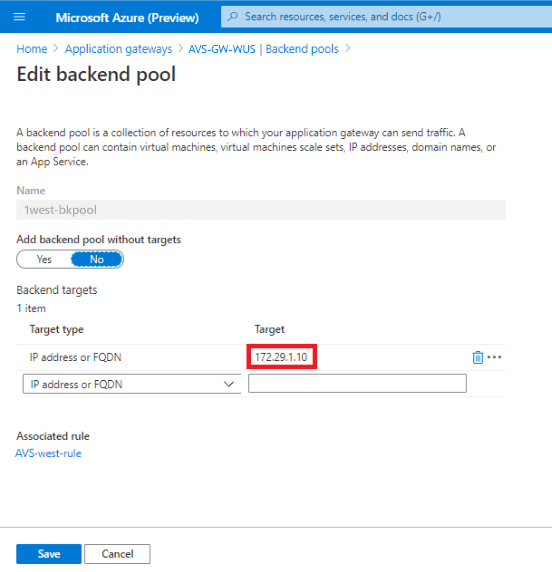 Microsoft Azure (Preview)
Search resources, services, and docs (G+/)
Home > Application gateways > AVS-GW-WUS | Backend pools >
Edit backend pool
A backend pool is a collection of resources to which your application gateway can send traffic. A
backend pool can contain virtual machines, virtual machines scale sets, IP addresses, domain names, or
an App Service.
Name
1west-bkpool
Add backend pool without targets
Yes No
Backend targets
1 item
Target type Target
IP address or FQDN 172.29.1.10
IP address or FQDN
Associated rule
AVS-west-rule
Save Cancel